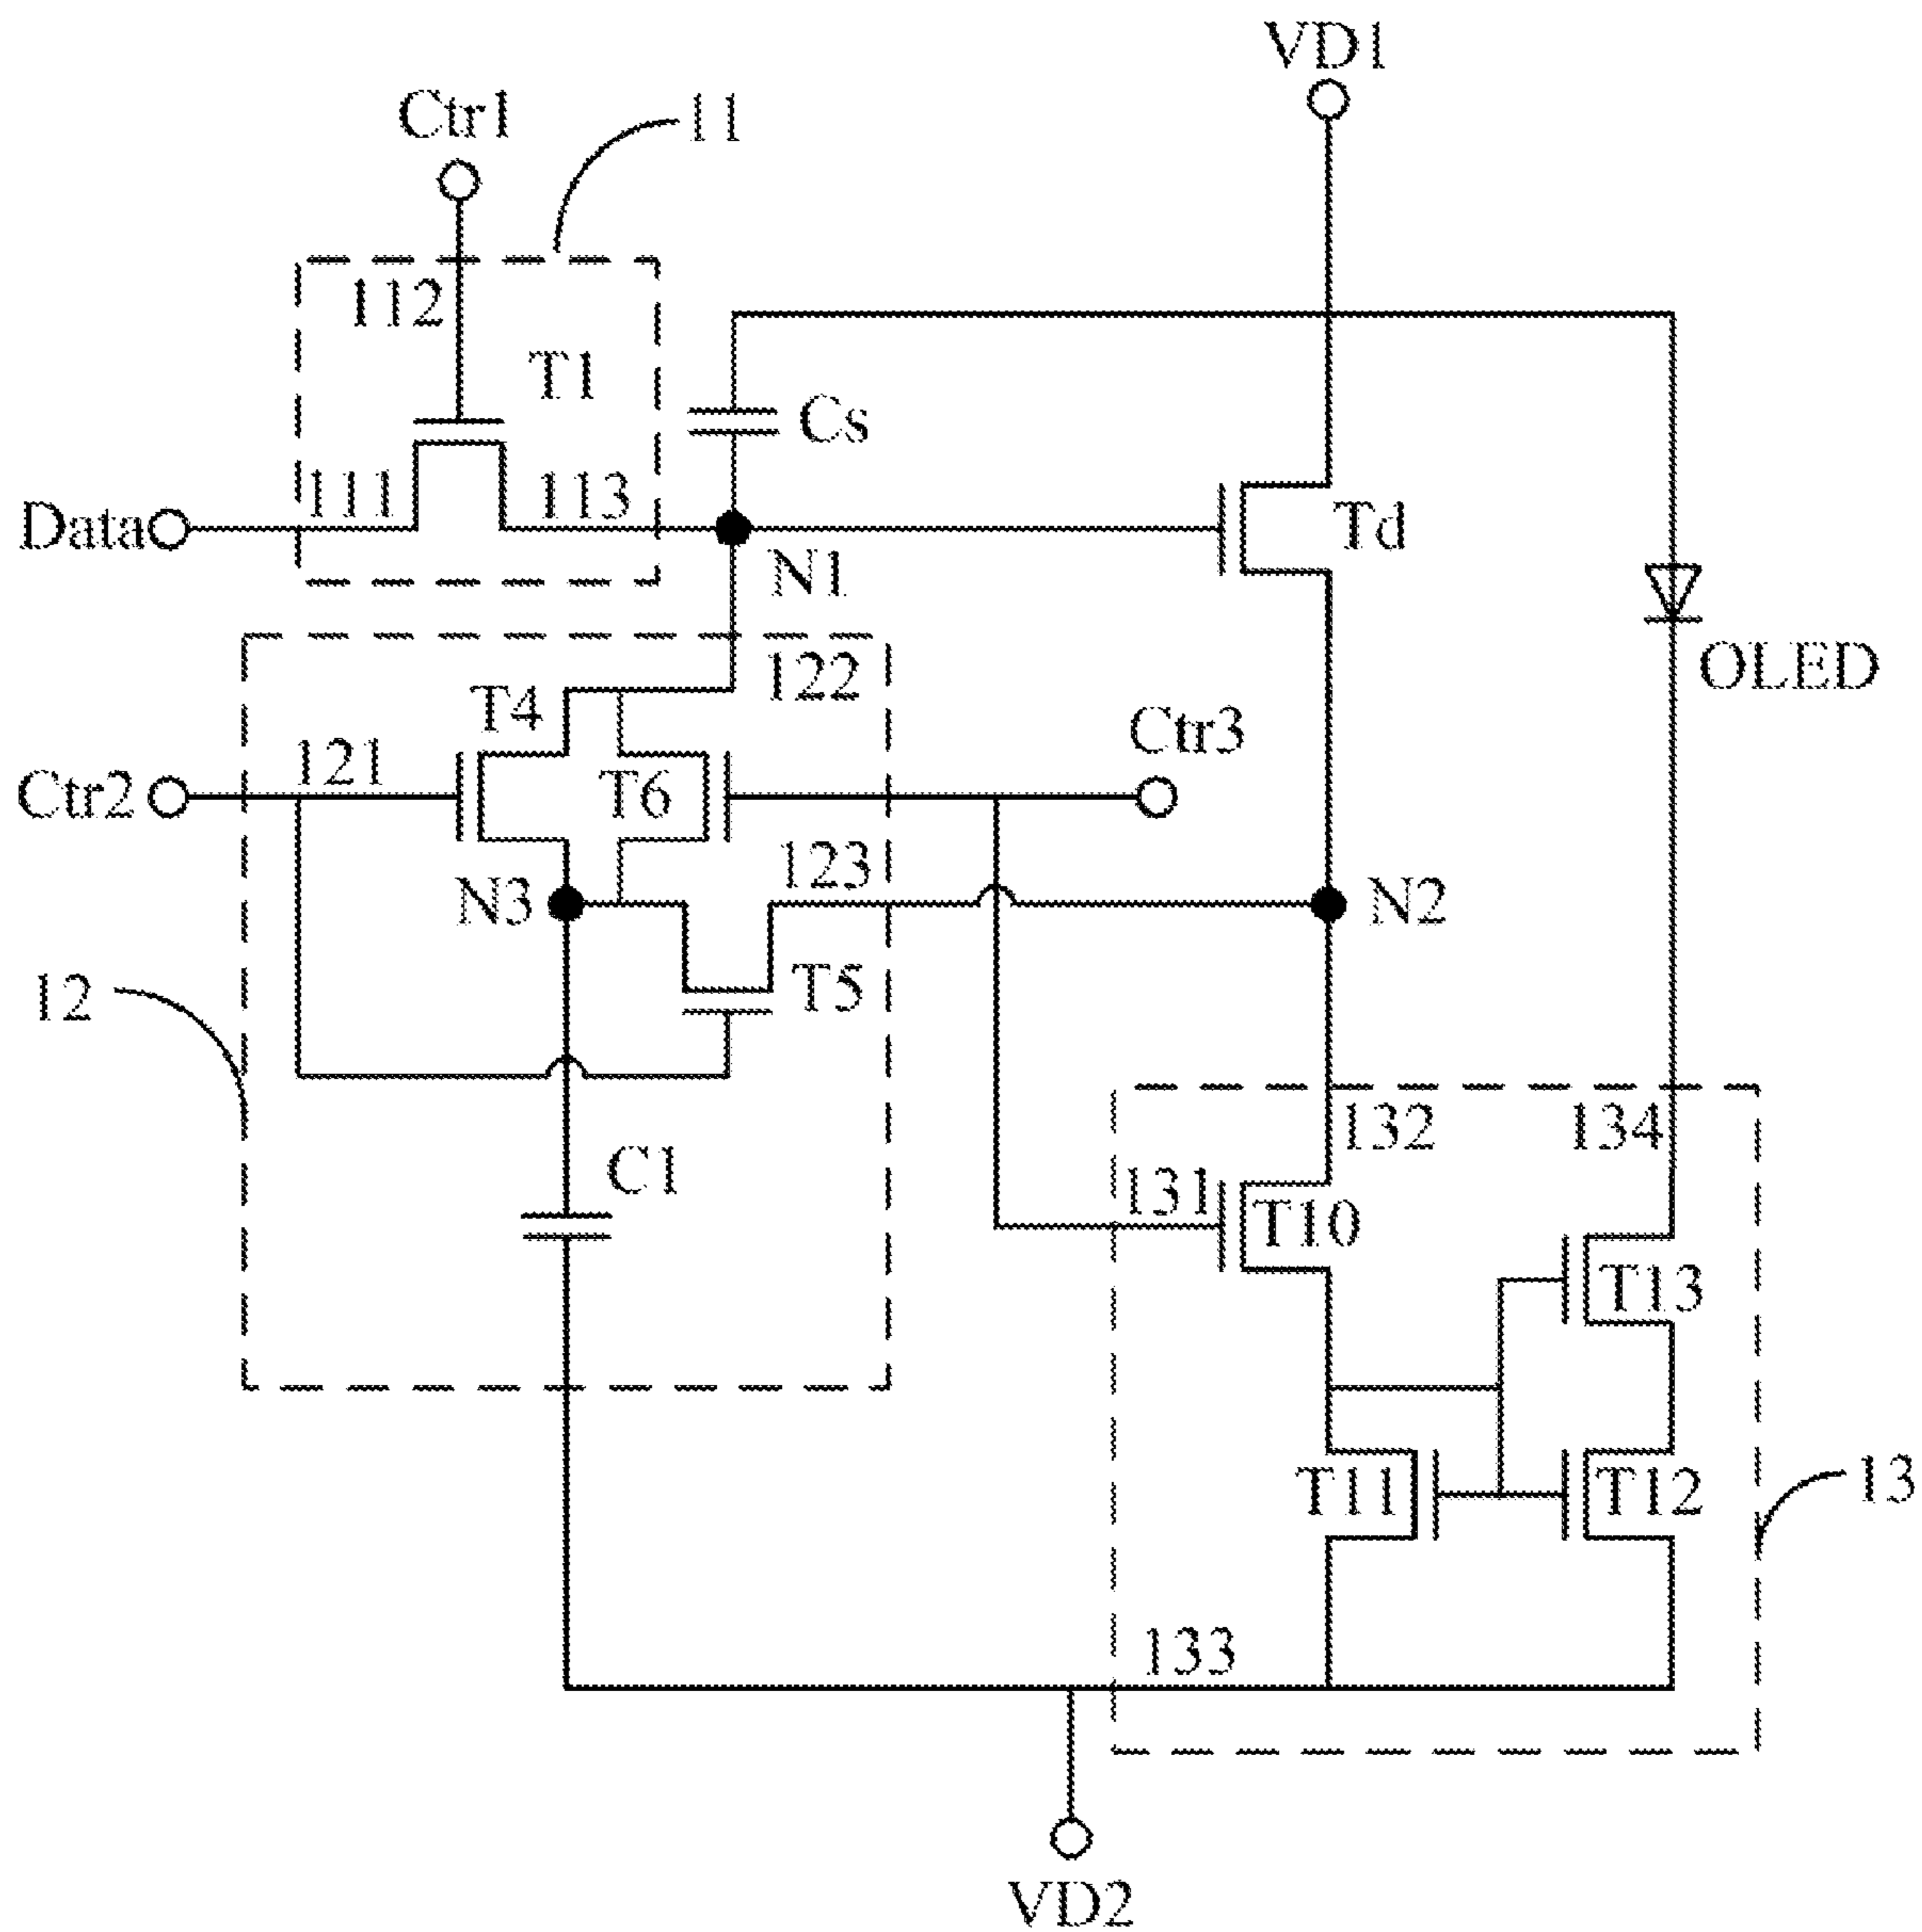 VD1
Ctr1
11
112
T1
Cs
111
113
Data
Td
N1
122
OLED
T4
Ctr3
121
Ctr2
T6
123
N3
N2
12
T5
132
134
C1
131
T10
T13
T11
T12
13
133
VD2